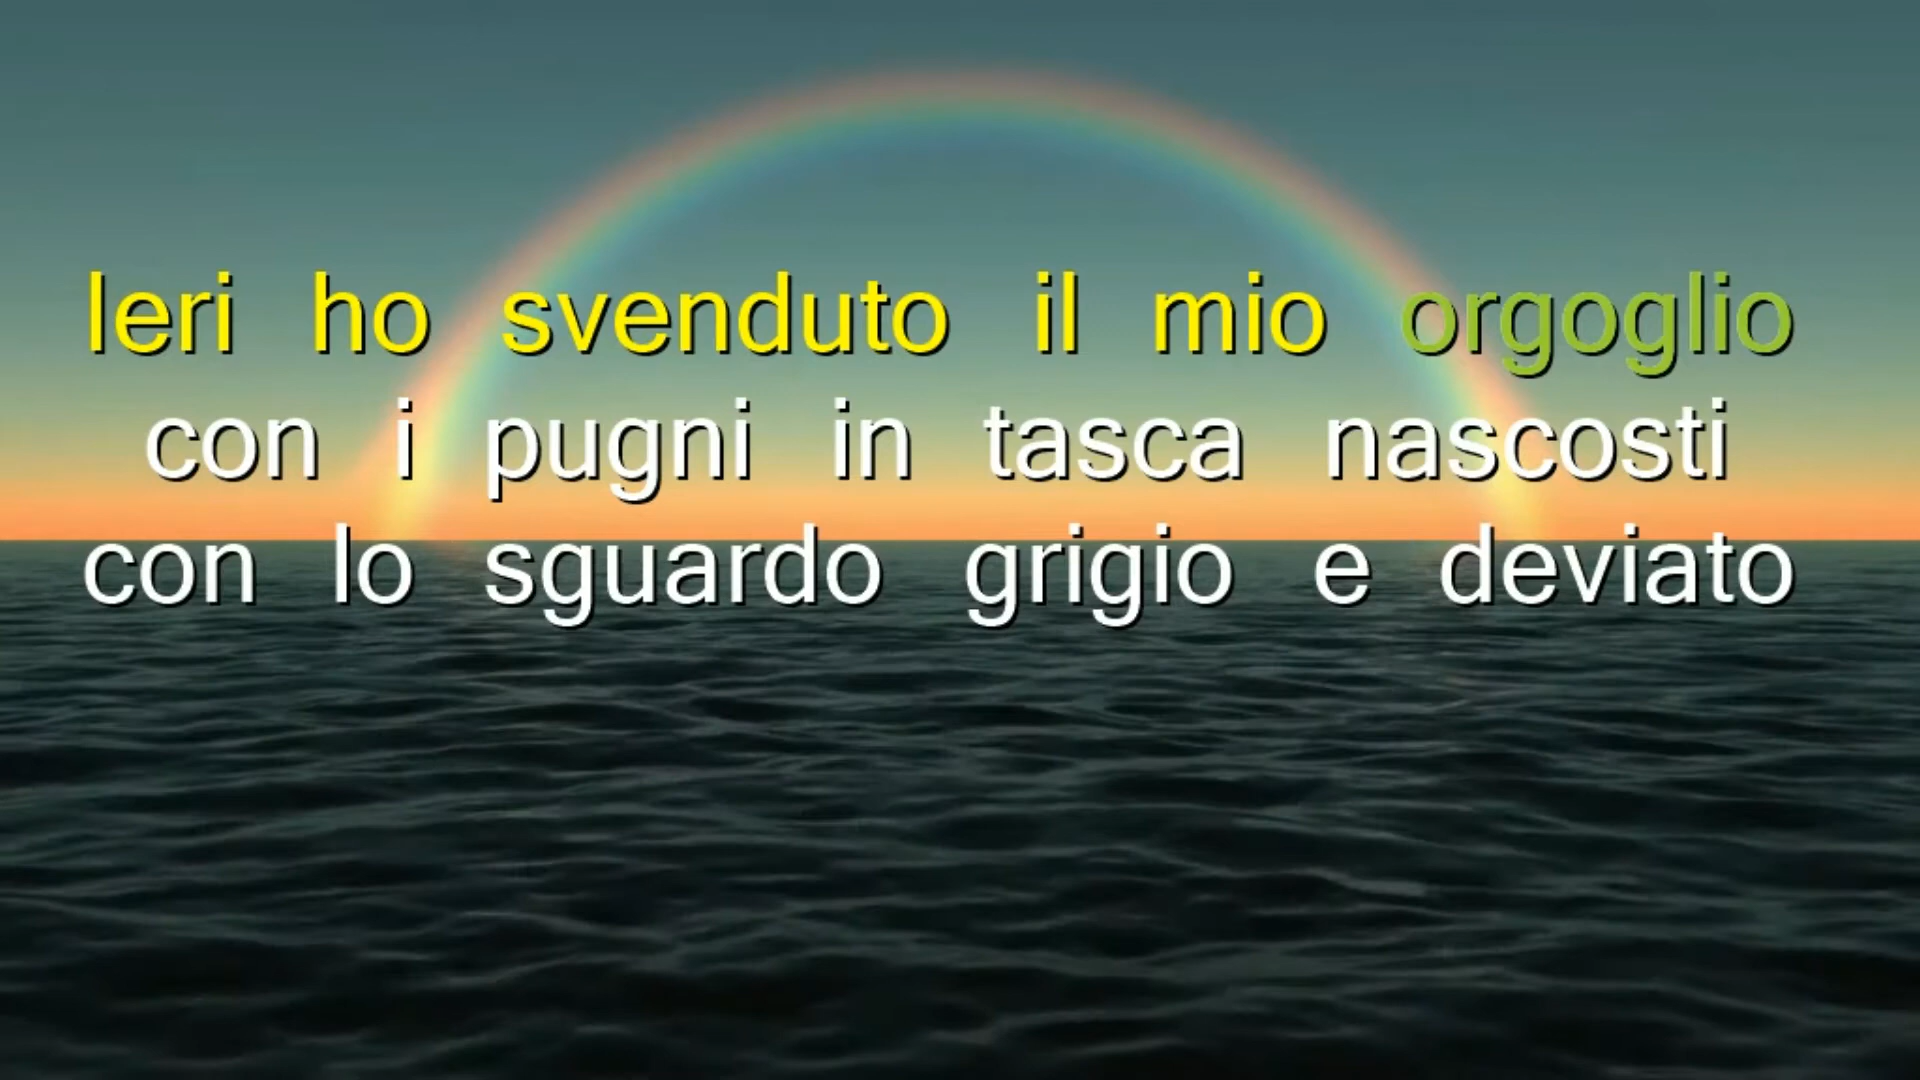 Ieri ho svenduto il mio orgoglio
con i pugni in tasca nascosti
con lo sguardo grigio e deviato